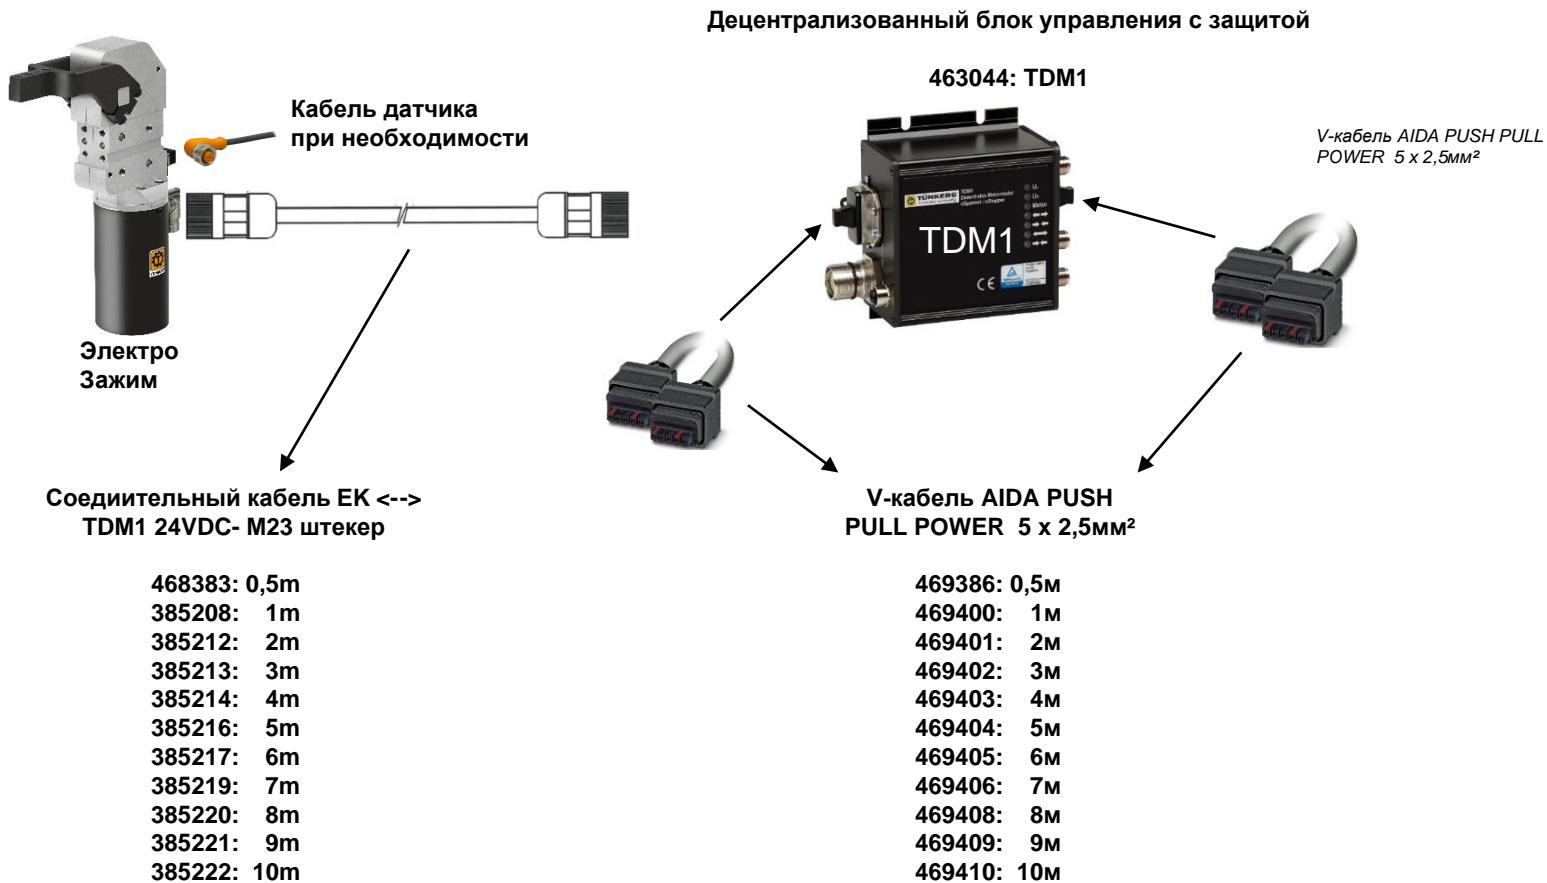 Децентрализованный блок управления с защитой
463044: TDM1
Кабель датчика
при необходимости
V-кабель AIDA PUSH PULL
POWER 5 x 2,5мм²
TÜNKERS
TDM1
Motor
TDM1
CE
Электро
Зажим
Соедиительный кабель EK <-->
TDM1 24VDC- M23 штекер
468383: 0,5m
385208: 1m
385212: 2m
385213: 3m
385214: 4m
385216: 5m
385217: 6m
385219: 7m
385220: 8m
385221: 9m
385222: 10m
V-кабель AIDA PUSH
PULL POWER 5 x 2,5мм²
469386: 0,5м
469400: 1м
469401: 2м
469402: 3м
469403: 4м
469404: 5м
469405: 6м
469406: 7м
469408: 8м
469409: 9м
469410: 10м